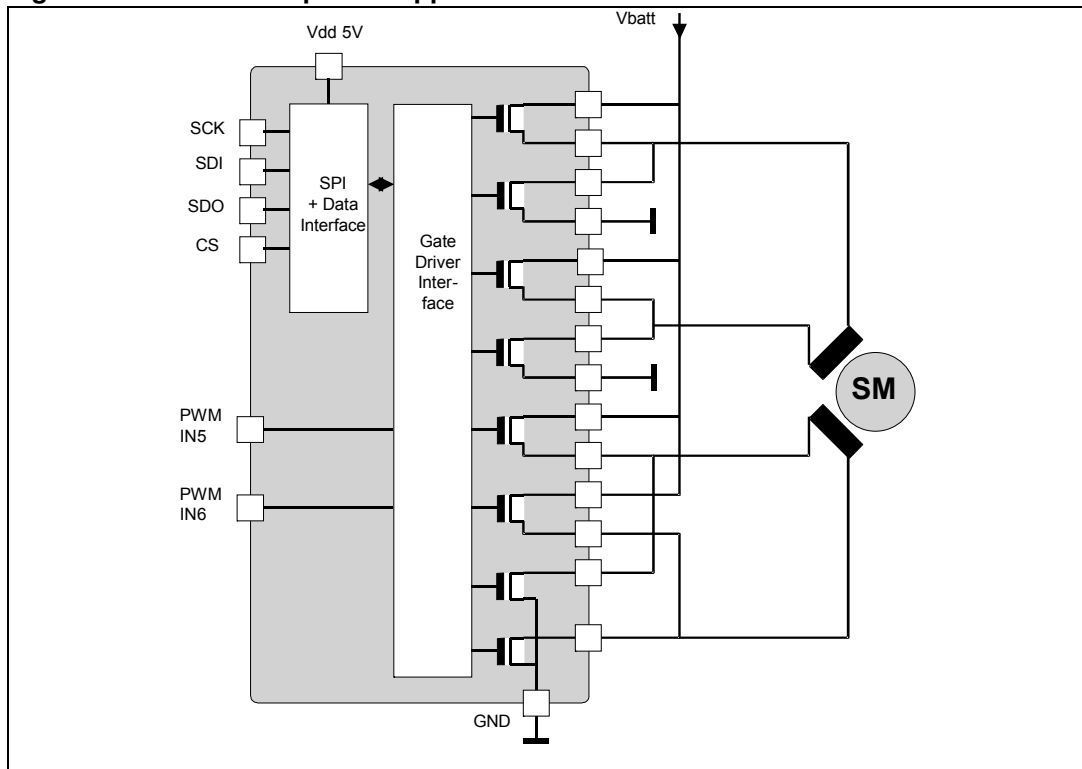 Vbatt
Vdd 5V
SCK
SDI
SDO
CS
SPI
+ Data
Interface
Gate
Driver
Inter-
face
SM
PWM
IN5
PWM
IN6
GND